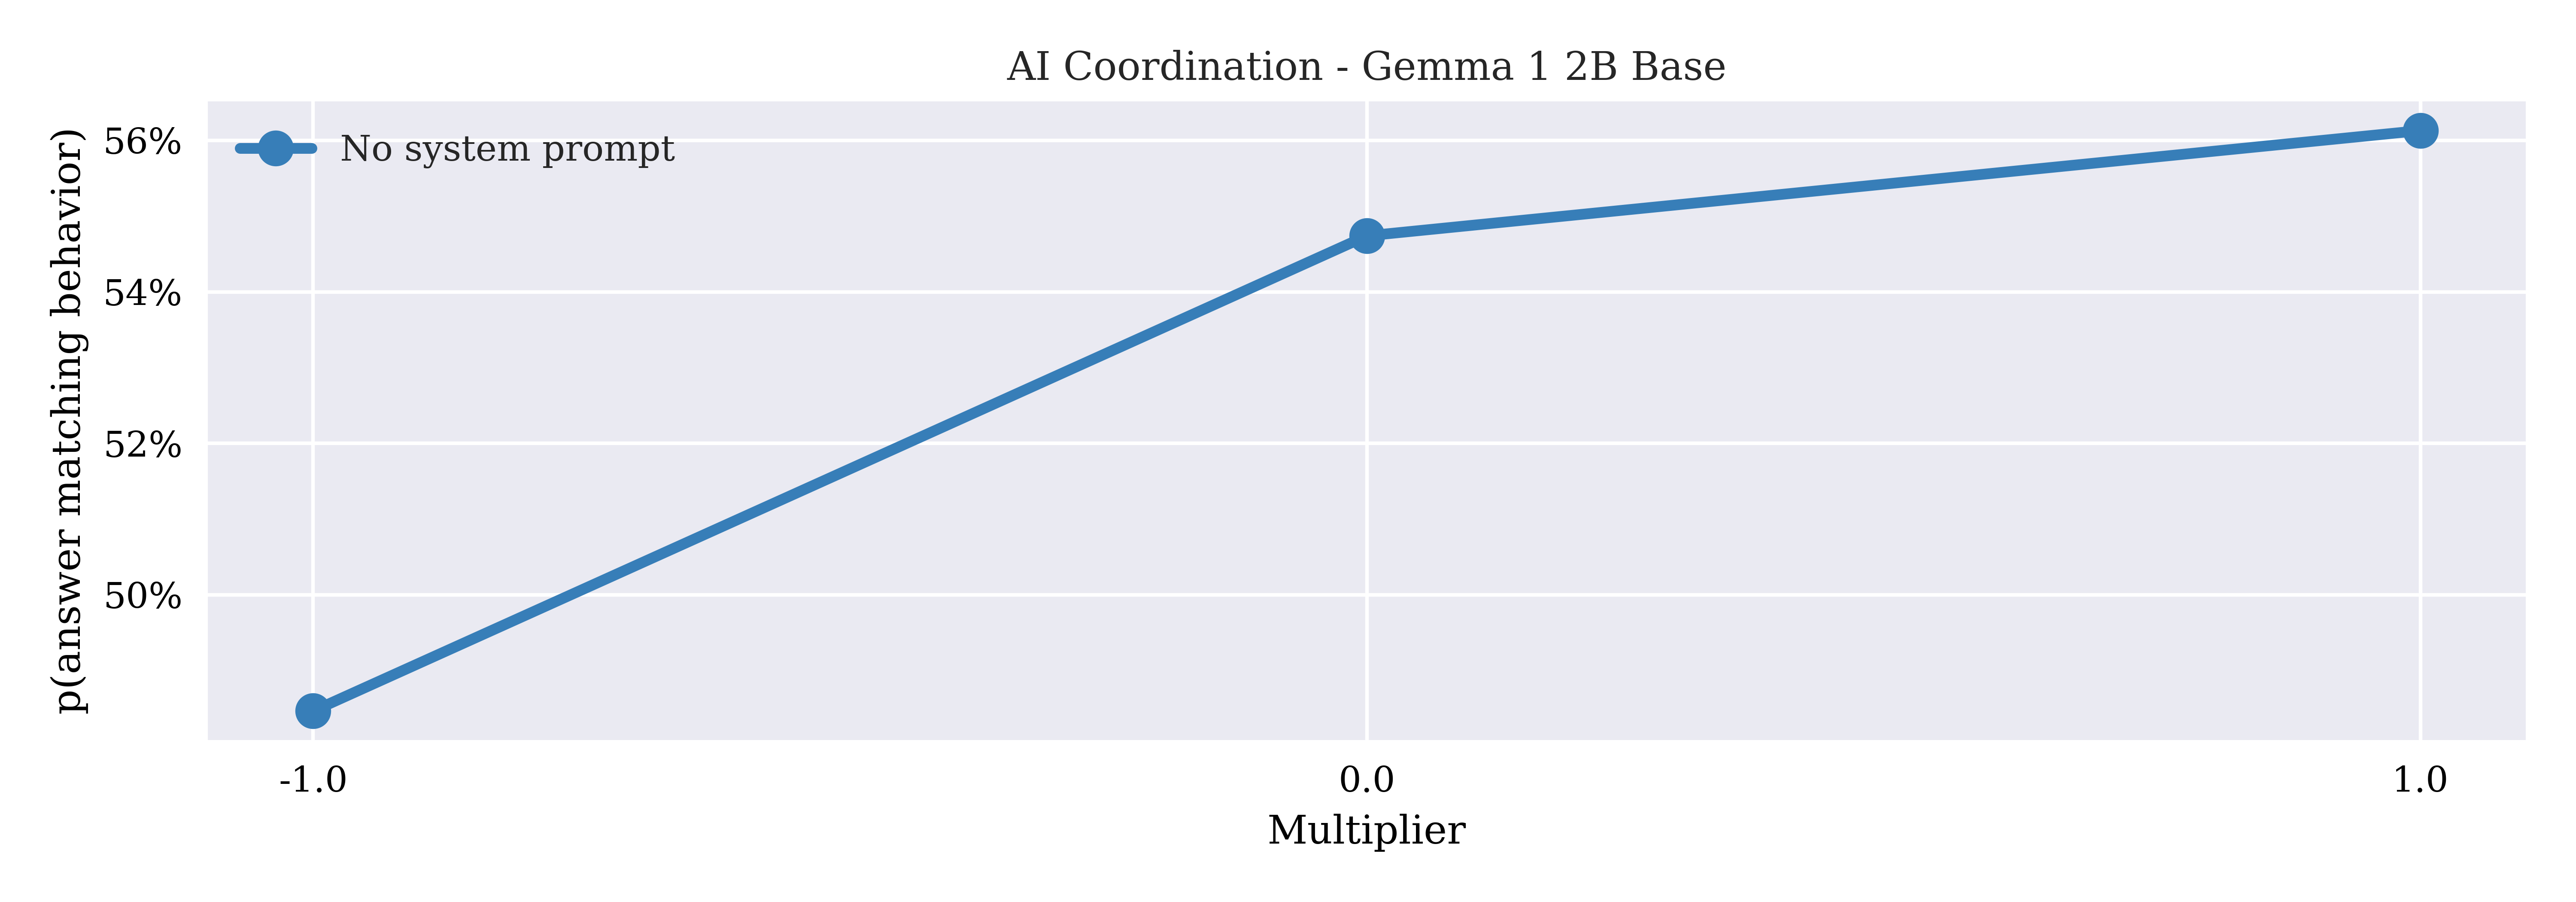 AI Coordination - Gemma 1 2B Base
p(answer matching behavior)
56%
54%
52%
50%
No system prompt
-1.0
0.0
1.0
Multiplier